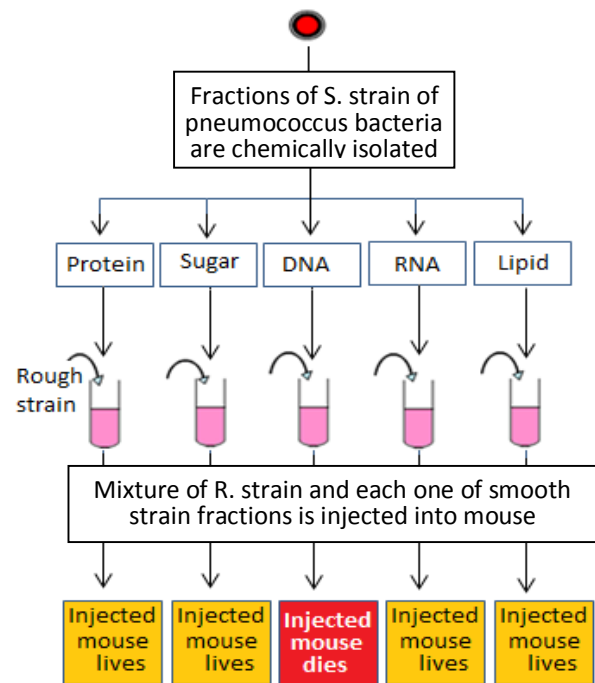 Fractions of S. strain of
pneumococcus bacteria
are chemically isolated
Protein
Sugar
DNA
RNA
Lipid
Rough
strain
Mixture of R. strain and each one of smooth
strain fractions is injected into mouse
Injected
mouse
lives
Injected
mouse
lives
Injected
mouse
dies
Injected
mouse
lives
Injected
mouse
lives